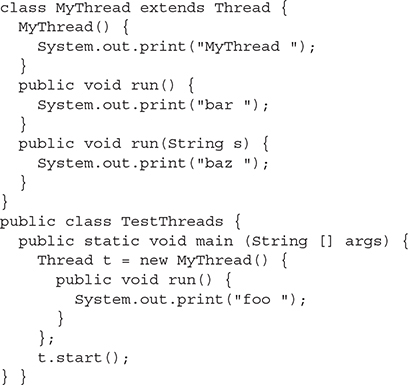 class MyThread extends Thread {
  MyThread() {
    System.out.print("MyThread ");
  }
  public void run() {
    System.out.print("bar ");
  }
  public void run(String s) {
    System.out.print("baz ");
  }
}
public class TestThreads {
  public static void main (String [] args) {
    Thread t = new MyThread() {
      public void run() {
        System.out.print("foo ");
      }
    };
    t.start();
} }